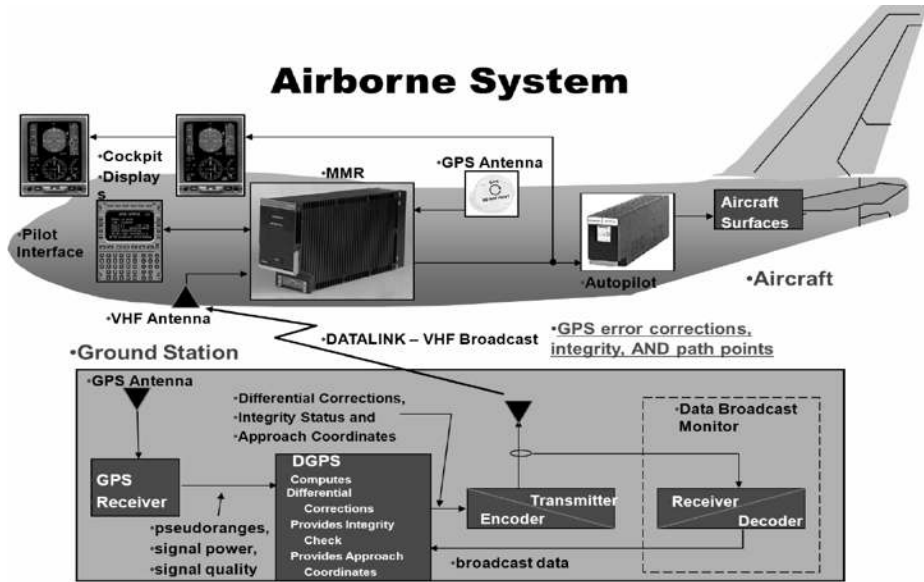 Airborne System
•Cockpit
•Display
s
•MMR
•GPS Antenna
•Pilot
Interface
Aircraft
Surfaces
•Autopilot
•Aircraft
•VHF Antenna
•DATALINK – VHF Broadcast
•GPS error corrections,
integrity, AND path points
•Ground Station
•GPS Antenna
•Differential Corrections,
•Integrity Status and
•Approach Coordinates
•Data Broadcast
Monitor
GPS
Receiver
DGPS
Computes
Differential
Corrections
Provides Integrity
Check
Provides Approach
Coordinates
Transmitter
Encoder
Receiver
Decoder
•pseudoranges,
•signal power,
•signal quality
•broadcast data